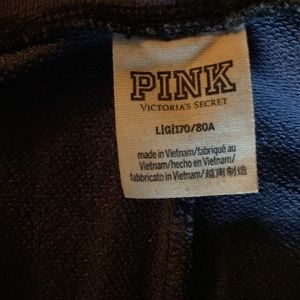 PINK
VICTORIA'S SECRET
L|G|170/80A
made in Vietnam/fabriqué au
Vietnam/hecho en Vietnam/
fabbricato in Vietnam/越南制造